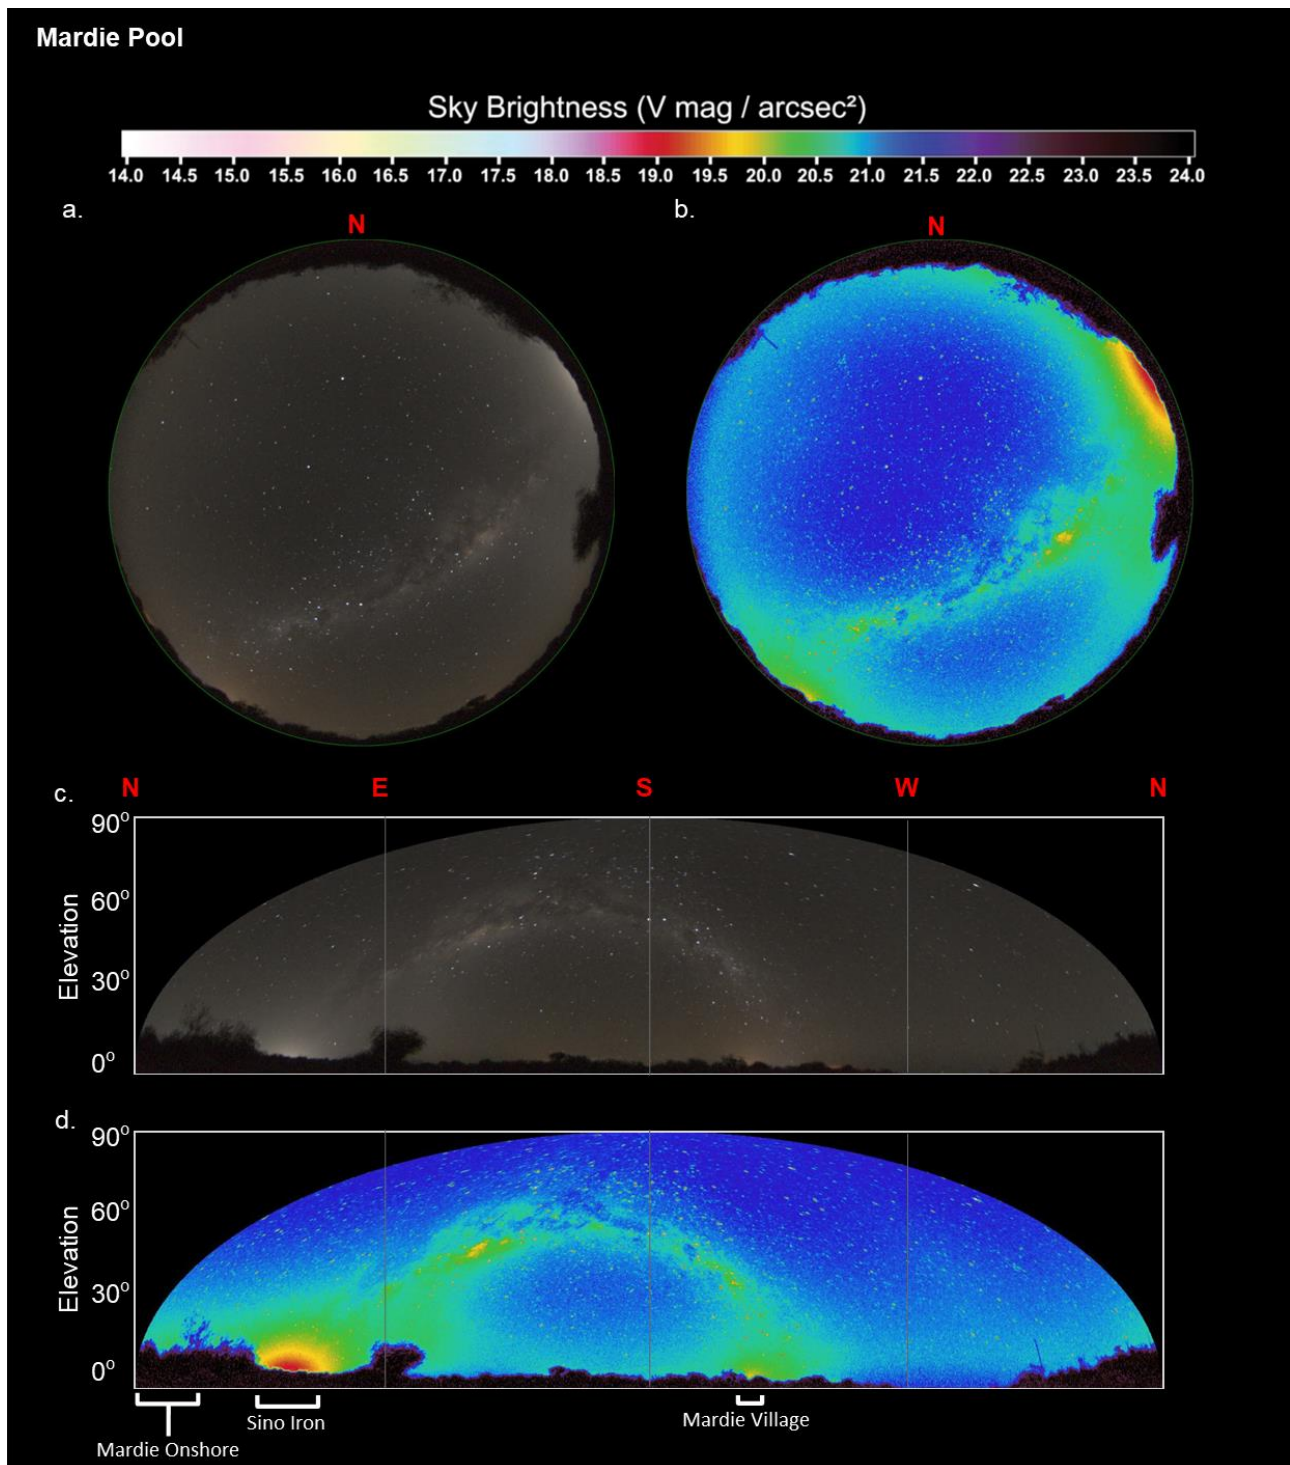 Mardie Pool
Sky Brightness (V mag / arcsec²)
14.0 14.5 15.0 15.5 16.0 16.5 17.0 17.5 18.0 18.5 19.0 19.5 20.0 20.5 21.0 21.5 22.0 22.5 23.0 23.5 24.0
a. b.
N N
N E S W N
c.
90°
60°
30°
0°
Elevation
d.
90°
60°
30°
0°
Elevation
Sino Iron
Mardie Village
Mardie Onshore